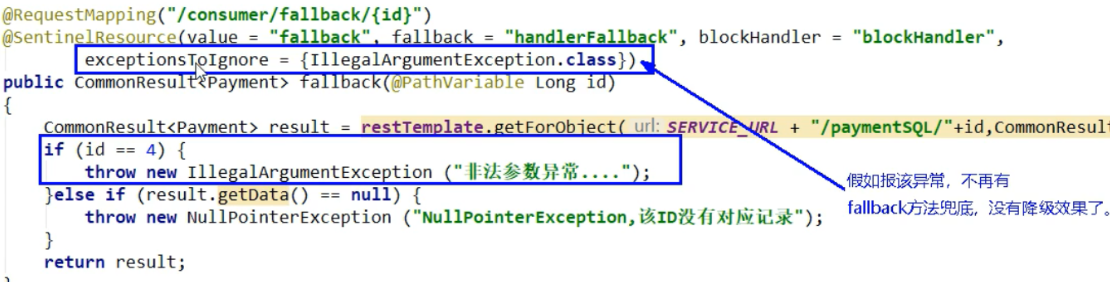 @RequestMapping("/consumer/fallback/{id}")
@SentinelResource(value = "fallback", fallback = "handlerFallback", blockHandler = "blockHandler",
exceptionsToIgnore = {IllegalArgumentException.class})
public CommonResult<Payment> fallback(@PathVariable Long id)
{
CommonResult<Payment> result = restTemplate.getForObject( url: SERVICE_URL + "/paymentSQL/"+id,CommonResult
if (id == 4) {
throw new IllegalArgumentException ("非法参数异常....");
}else if (result.getData() == null) {
throw new NullPointerException ("NullPointerException,该ID没有对应记录");
}
return result;
假如报该异常，不再有
fallback方法兜底，没有降级效果了。